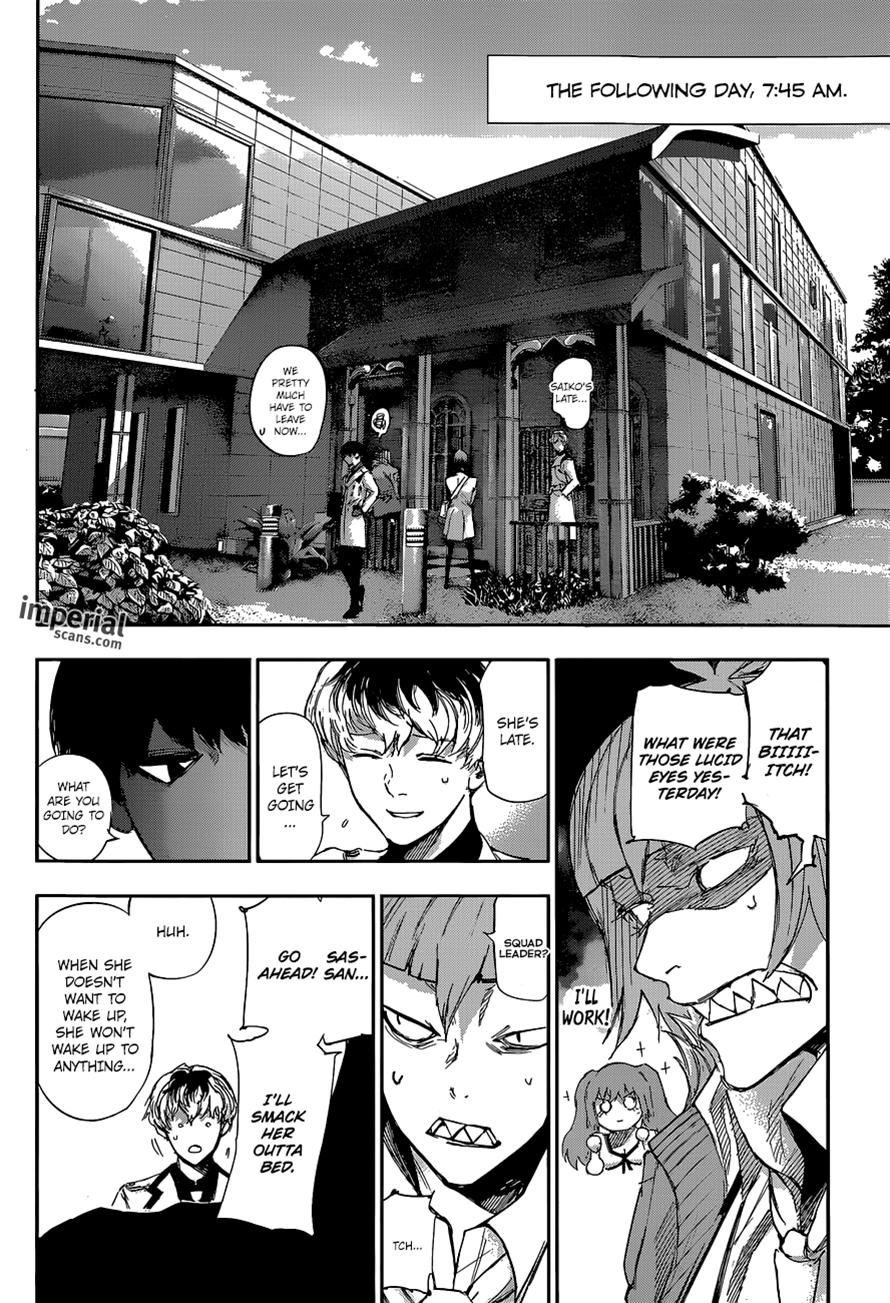 THE FOLLOWING DAY, 7:45 AM.
SAIKO'S
LATE...
WE
PRETTY
MUCH
HAVE TO
LEAVE
NOW...
imperial
scans.com
THAT
BIIIII-
ITCH!
WHAT WERE
THOSE LUCID
EYES YES-
TERDAY!
I'LL
WORK!
SHE'S
LATE.
LET'S
GET
GOING
...
WHAT
ARE YOU
GOING TO
DO?
SQUAD
LEADER?
TCH...
SAS-
SAN...
GO
AHEAD!
I'LL
SMACK
HER
OUTTA
BED.
HUH.
WHEN SHE
DOESN'T
WANT TO
WAKE UP,
SHE WON'T
WAKE UP TO
ANYTHING...